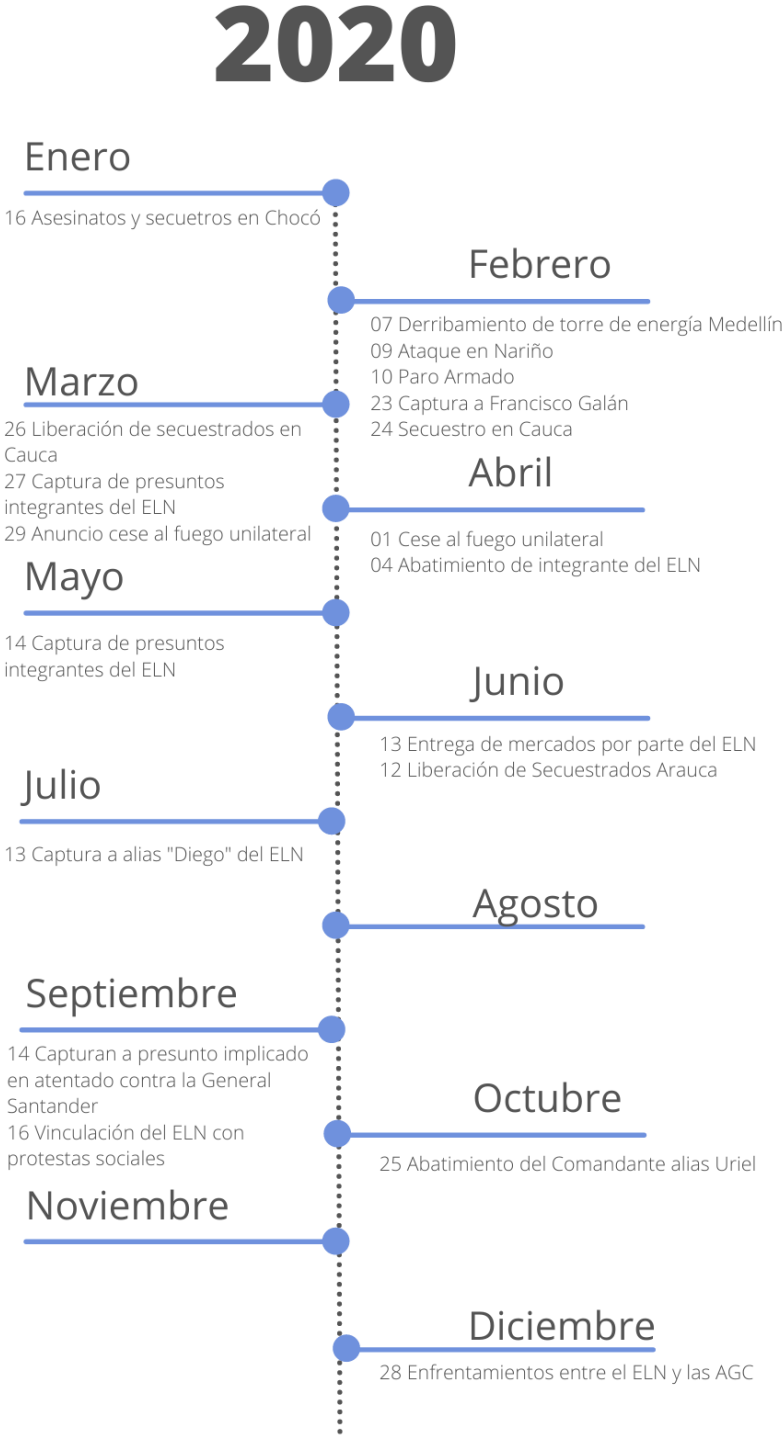 2020
Enero
16 Asesinatos y secuetros en Chocó
Febrero
07 Derribamiento de torre de energía Medellín
09 Ataque en Nariño
10 Paro Armado
23 Captura a Francisco Galán
24 Secuestro en Cauca
Marzo
26 Liberación de secuestrados en
Cauca
27 Captura de presuntos
integrantes del ELN
29 Anuncio cese al fuego unilateral
Abril
01 Cese al fuego unilateral
04 Abatimiento de integrante del ELN
Mayo
14 Captura de presuntos
integrantes del ELN
Junio
13 Entrega de mercados por parte del ELN
12 Liberación de Secuestrados Arauca
Julio
13 Captura a alias "Diego" del ELN
Agosto
Septiembre
14 Capturan a presunto implicado
en atentado contra la General
Santander
16 Vinculación del ELN con
protestas sociales
Octubre
25 Abatimiento del Comandante alias Uriel
Noviembre
Diciembre
28 Enfrentamientos entre el ELN y las AGC